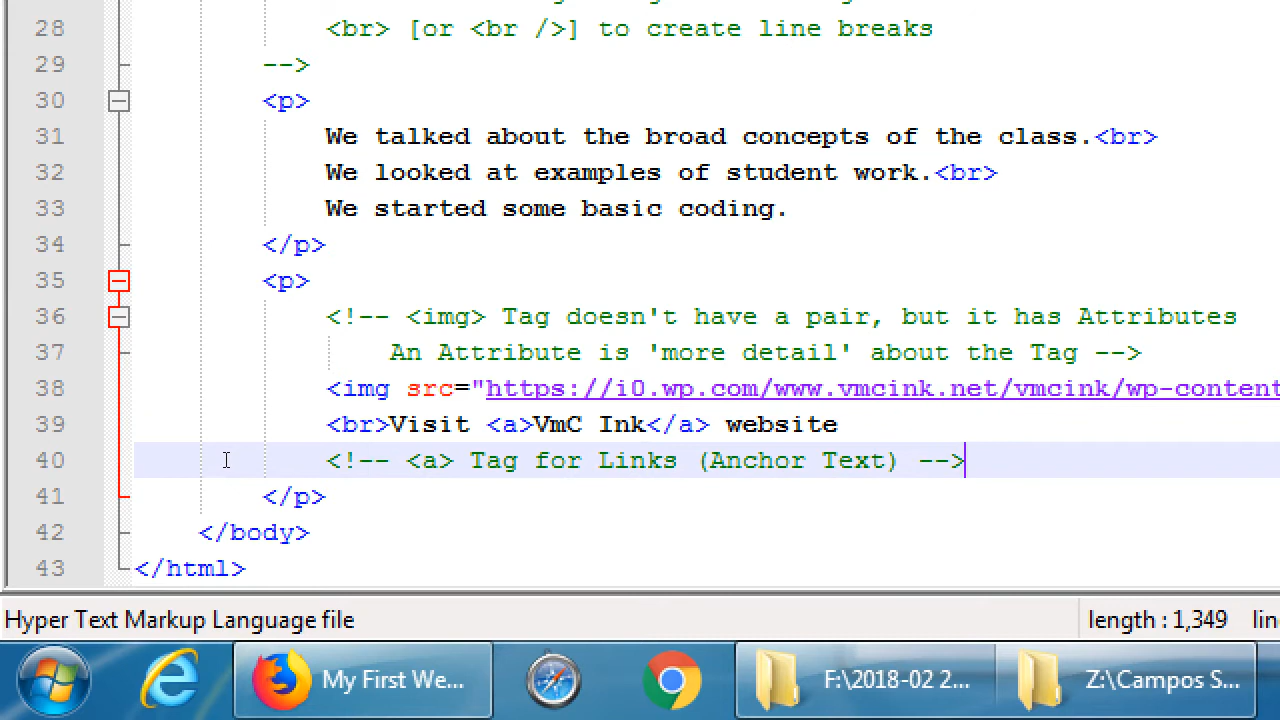 28 <br> [or <br />] to create line breaks
29 -->
30 <p>
31 We talked about the broad concepts of the class.<br>
32 We looked at examples of student work.<br>
33 We started some basic coding.
34 </p>
35 <p>
36 <!-- <img> Tag doesn't have a pair, but it has Attributes
37 An Attribute is 'more detail' about the Tag -->
38 <img src="https://i0.wp.com/www.vmcink.net/vmcink/wp-content
39 <br>Visit <a>VmC Ink</a> website
40 <!-- <a> Tag for Links (Anchor Text) -->
41 </p>
42 </body>
43 </html>
Hyper Text Markup Language file length : 1,349 lin
My First We... F:\2018-02 2... Z:\Campos S...